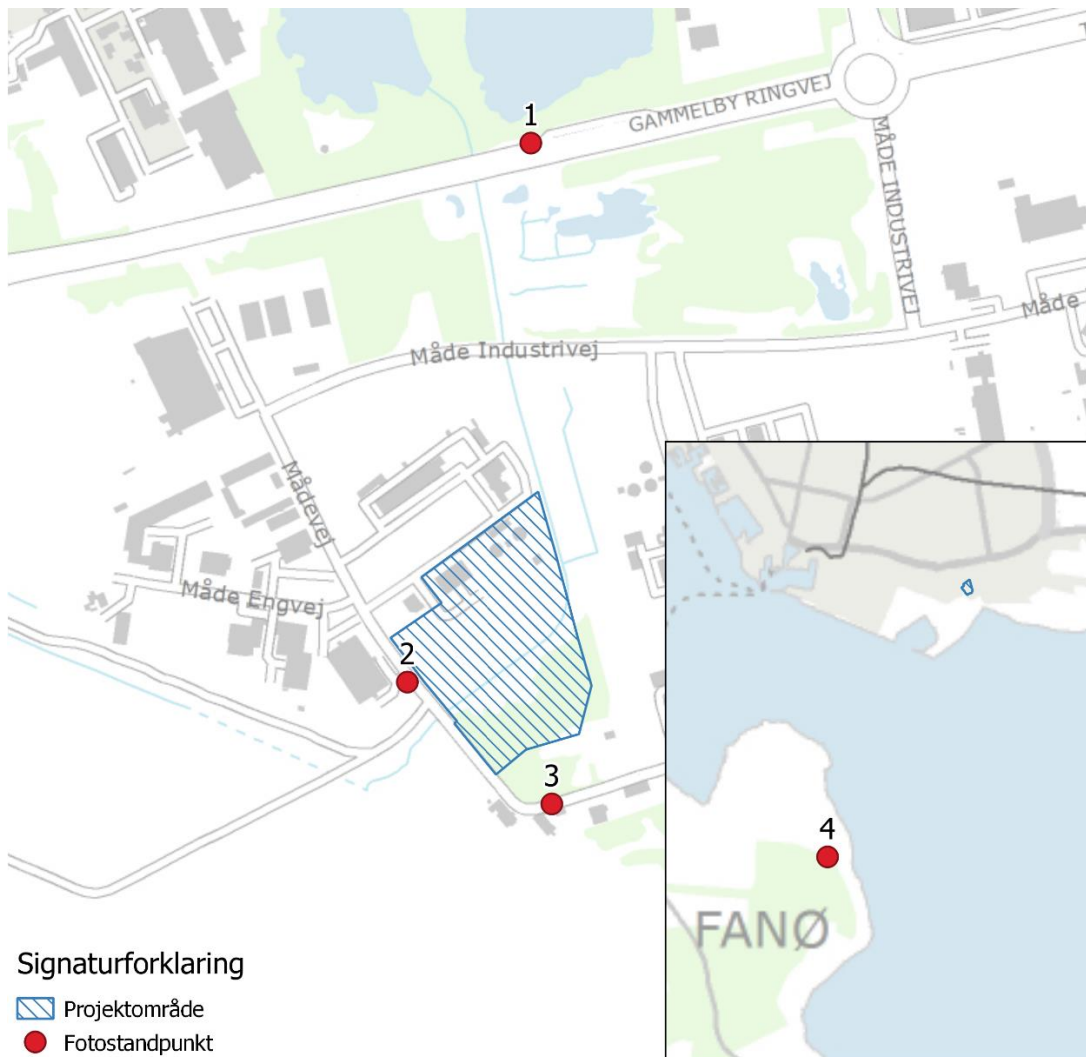 1
GAMMELBY RINGVEJ
MÅDE INDUSTRIVEJ
Måde Industrivej
Måde
Mådevej
Måde Engvej
2
3
4
FANØ
Signaturforklaring
Projektområde
Fotostandpunkt